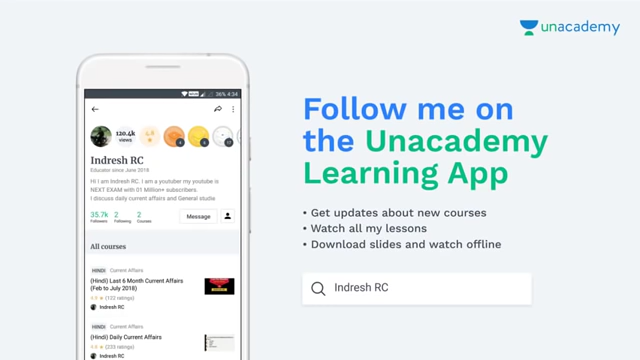 unacademy
36% 4:34
120.4k
views
Indresh RC
Educator since June 2018
Hi I am Indresh RC. I am a youtuber my youtube is
NEXT EXAM with 01 Million+ subscribers.
I discuss daily current affairs and General studie
35.7k 2 2
Followers Following Courses
Message
All courses
HINDI Current Affairs
(Hindi) Last 6 Month Current Affairs
(Feb to July 2018)
(122 ratings)
Indresh RC
HINDI Current Affairs
(Hindi) Daily Current Affairs
(233 ratings)
Indresh RC
Follow me on
the Unacademy
Learning App
• Get updates about new courses
• Watch all my lessons
• Download slides and watch offline
Indresh RC